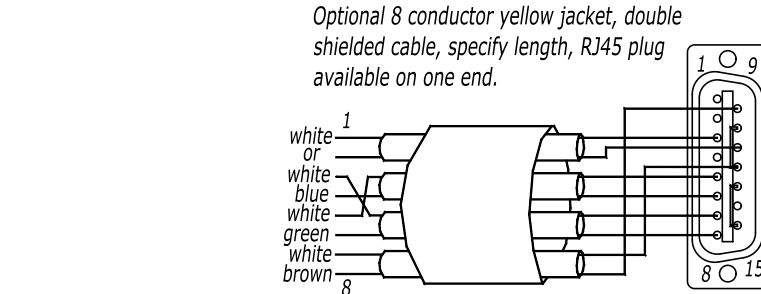 Optional 8 conductor yellow jacket, double
shielded cable, specify length, RJ45 plug
available on one end.
1 9
1
white
or
white
blue
white
green
white
brown
8
8 15